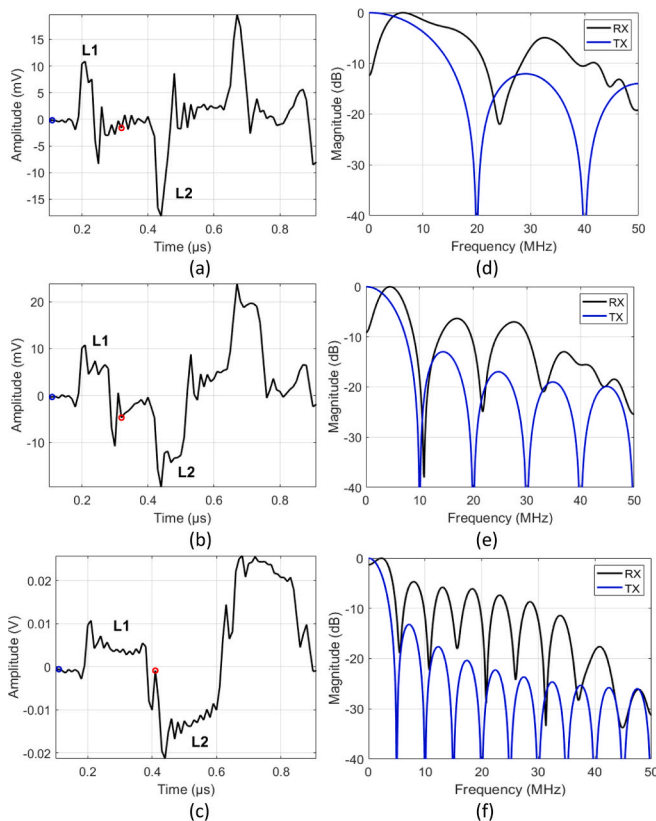 15
10
5
0
-5
-10
-15
Amplitude (mV)
L1
L2
0.2 0.4 0.6 0.8
Time (µs)
(a)
0
-10
-20
-30
-40
Magnitude (dB)
RX
TX
0 10 20 30 40 50
Frequency (MHz)
(d)
20
10
0
-10
Amplitude (mV)
L1
L2
0.2 0.4 0.6 0.8
Time (µs)
(b)
0
-10
-20
-30
-40
Magnitude (dB)
RX
TX
0 10 20 30 40 50
Frequency (MHz)
(e)
0.02
0.01
0
-0.01
-0.02
Amplitude (V)
L1
L2
0.2 0.4 0.6 0.8
Time (µs)
(c)
0
-10
-20
-30
-40
Magnitude (dB)
RX
TX
0 10 20 30 40 50
Frequency (MHz)
(f)